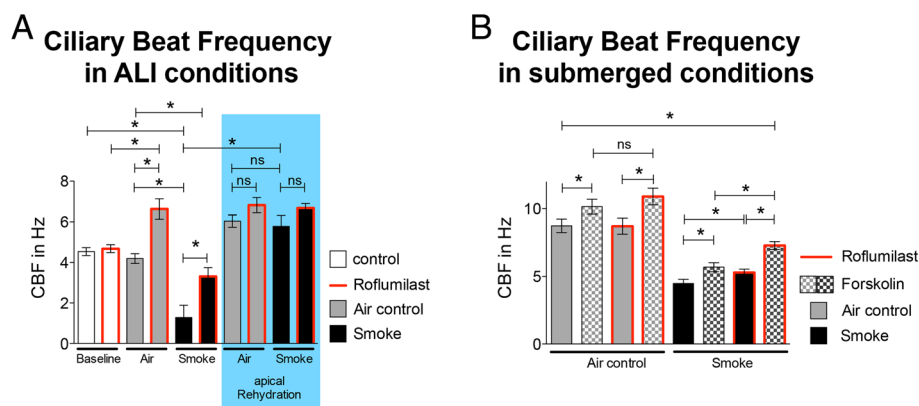 A
Ciliary Beat Frequency
in ALI conditions
*
*
*
*
*
*
ns
*
ns
ns
*
8
6
4
2
0
CBF in Hz
control
Roflumilast
Air control
Smoke
Baseline
Air
Smoke
Air
Smoke
apical
Rehydration
B
Ciliary Beat Frequency
in submerged conditions
*
ns
*
*
*
*
*
*
10
5
0
CBF in Hz
Roflumilast
Forskolin
Air control
Smoke
Air control
Smoke